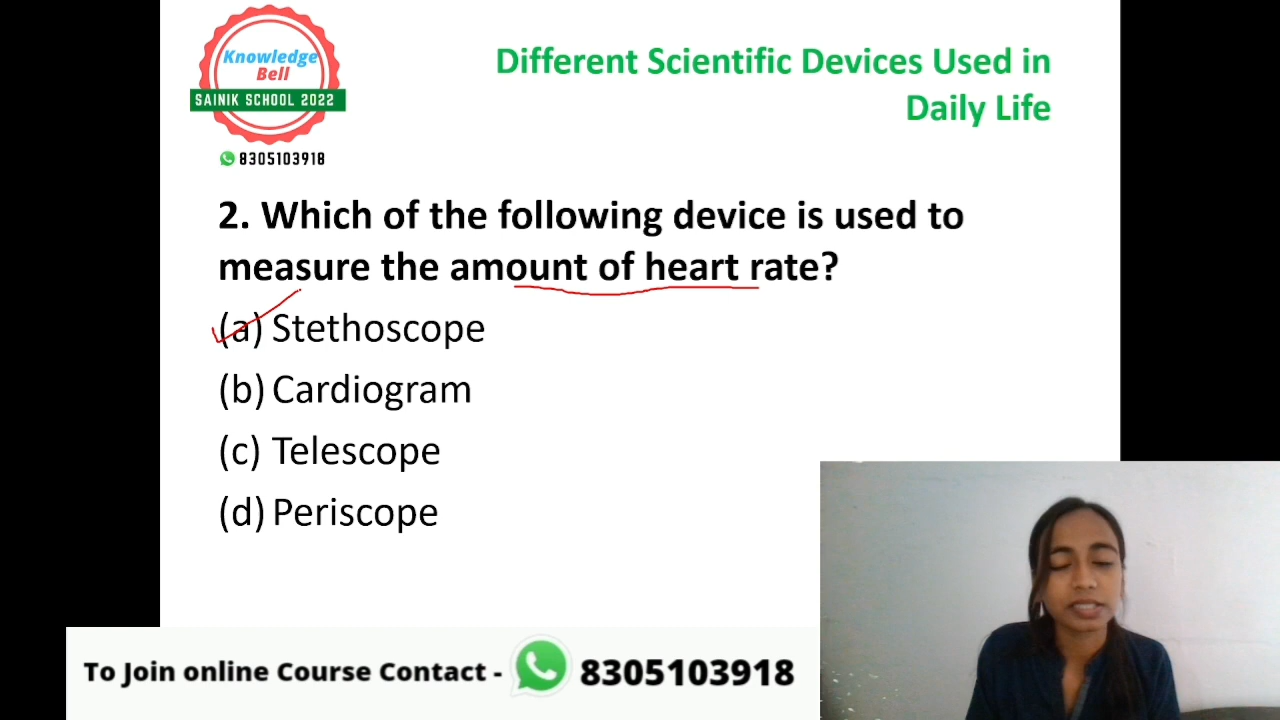 Knowledge
Bell
SAINIK SCHOOL 2022
8305103918
Different Scientific Devices Used in
Daily Life
2. Which of the following device is used to
measure the amount of heart rate?
(a) Stethoscope
(b) Cardiogram
(c) Telescope
(d) Periscope
To Join online Course Contact - 8305103918